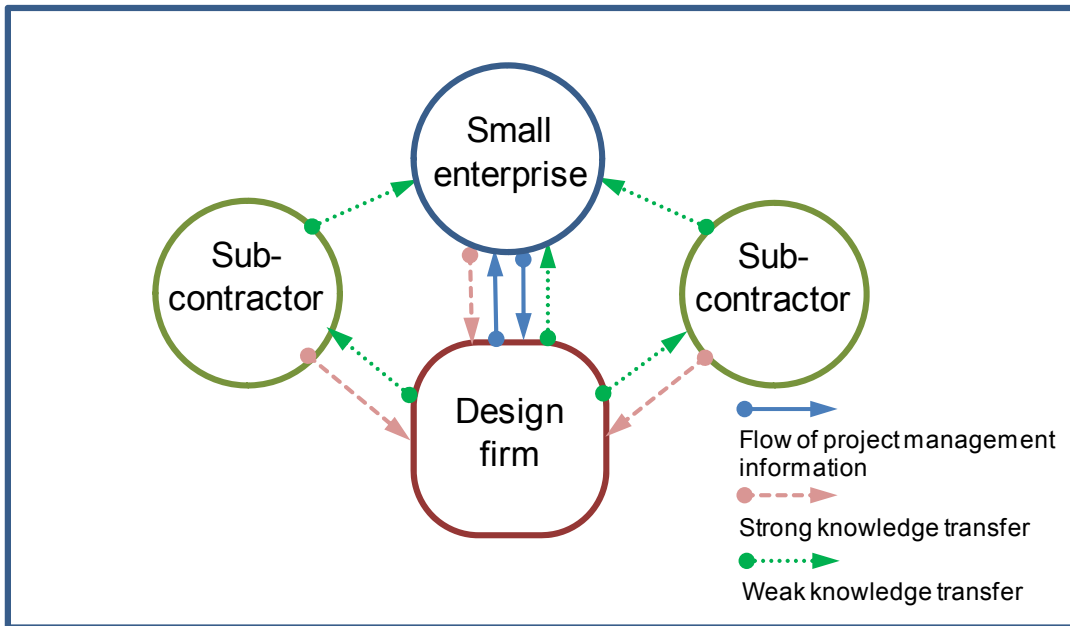 Small
enterprise
Sub-
contractor
Sub-
contractor
Design
firm
Flow of project management
information
Strong knowledge transfer
Weak knowledge transfer